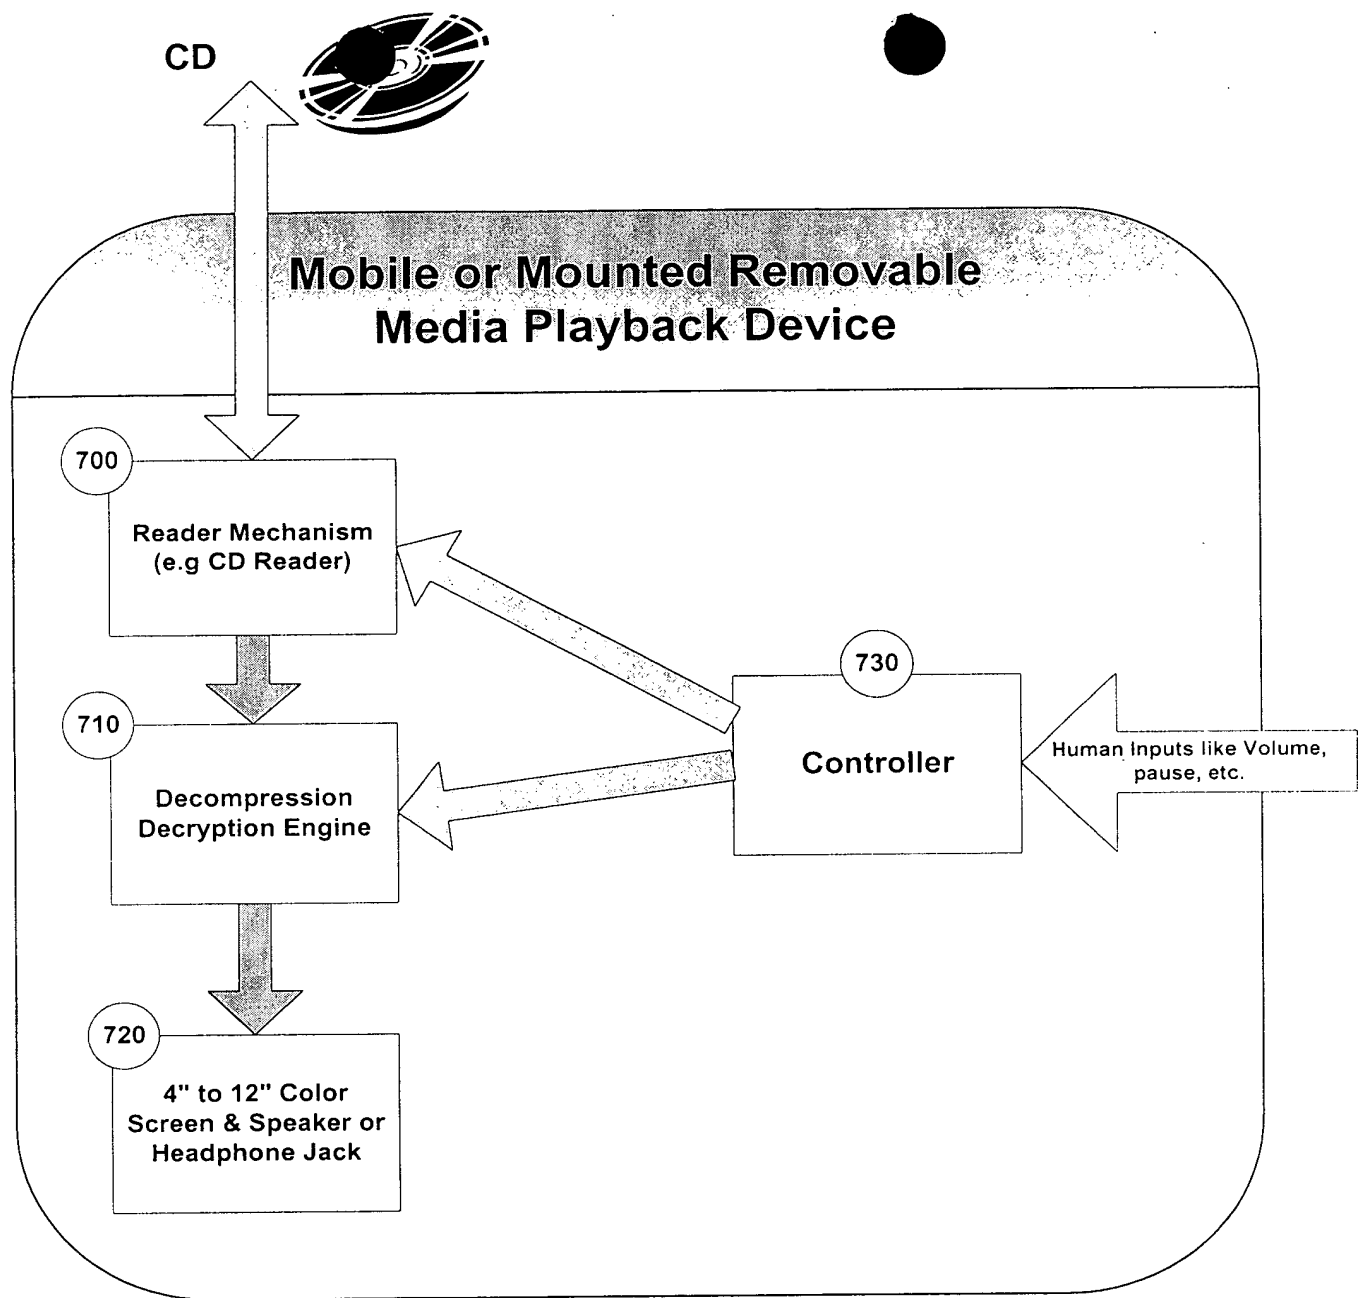 CD
Mobile or Mounted Removable
Media Playback Device
700
Reader Mechanism
(e.g CD Reader)
710
Decompression
Decryption Engine
730
Controller
Human Inputs like Volume,
pause, etc.
720
4" to 12" Color
Screen & Speaker or
Headphone Jack